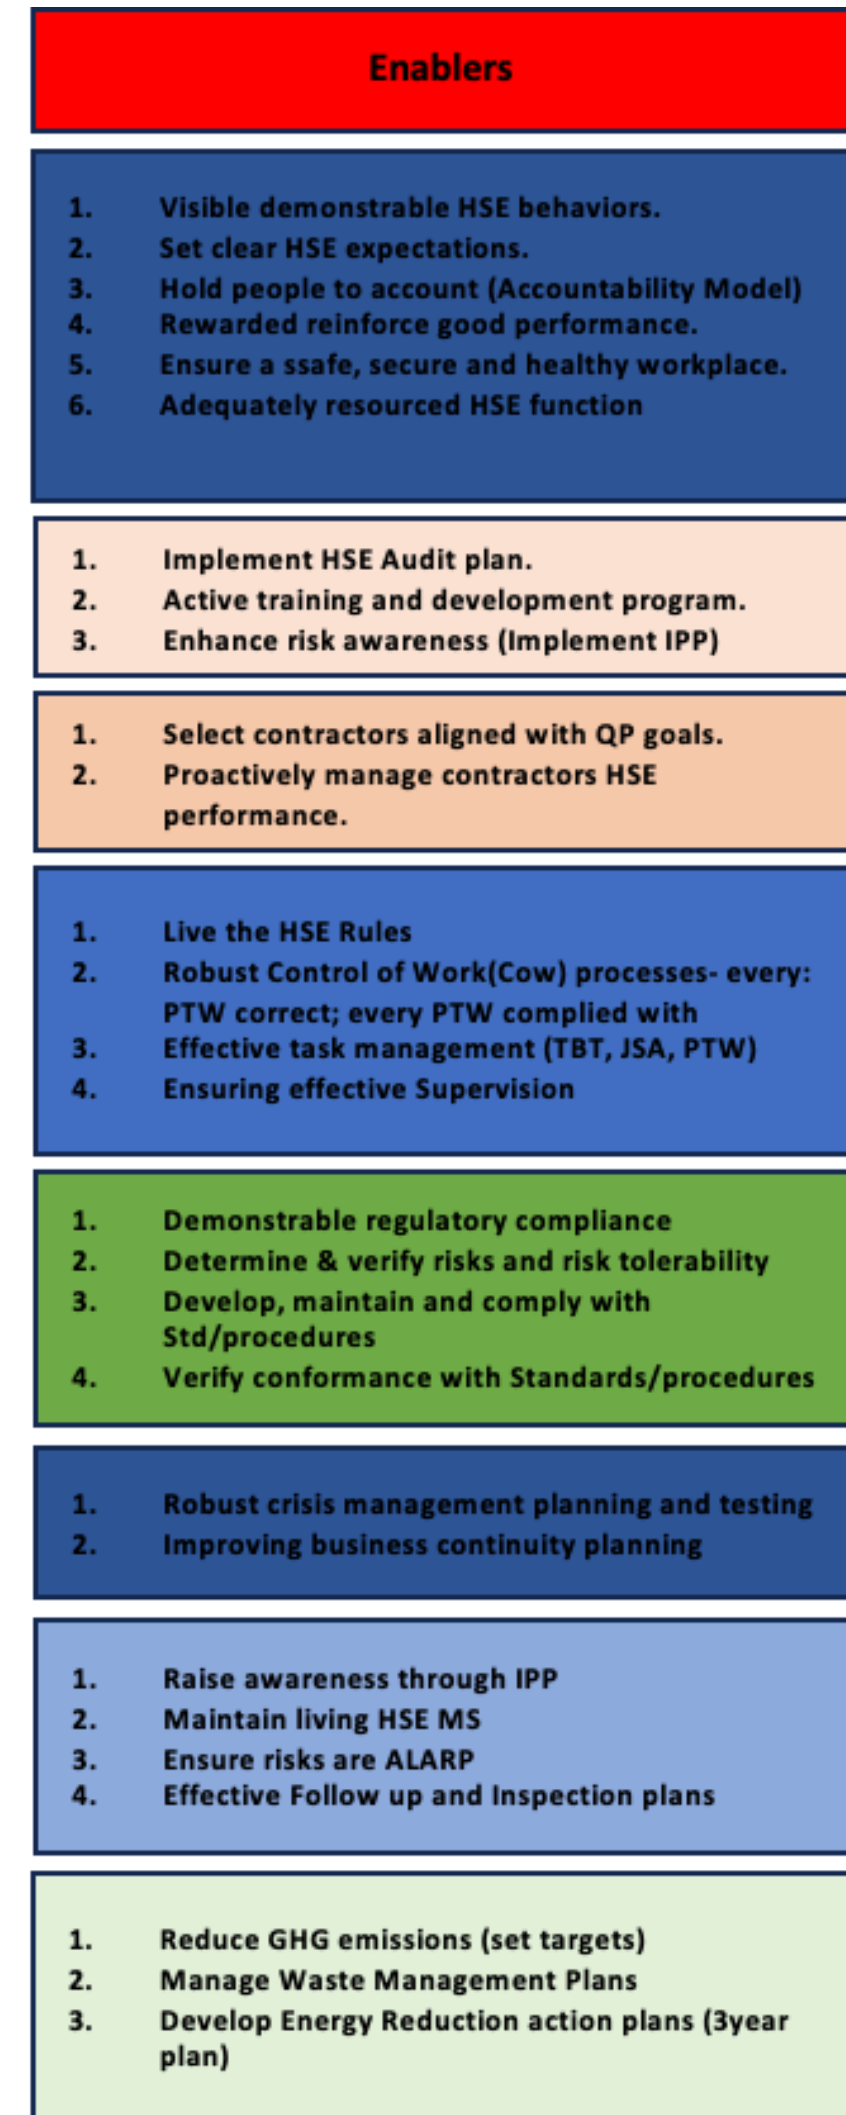 Enablers
1. Visible demonstrable HSE behaviors.
2. Set clear HSE expectations.
3. Hold people to account (Accountability Model)
4. Rewarded reinforce good performance.
5. Ensure a ssafe, secure and healthy workplace.
6. Adequately resourced HSE function
1. Implement HSE Audit plan.
2. Active training and development program.
3. Enhance risk awareness (Implement IPP)
1. Select contractors aligned with QP goals.
2. Proactively manage contractors HSE
performance.
1. Live the HSE Rules
2. Robust Control of Work(Cow) processes- every:
PTW correct; every PTW complied with
3. Effective task management (TBT, JSA, PTW)
4. Ensuring effective Supervision
1. Demonstrable regulatory compliance
2. Determine & verify risks and risk tolerability
3. Develop, maintain and comply with
Std/procedures
4. Verify conformance with Standards/procedures
1. Robust crisis management planning and testing
2. Improving business continuity planning
1. Raise awareness through IPP
2. Maintain living HSE MS
3. Ensure risks are ALARP
4. Effective Follow up and Inspection plans
1. Reduce GHG emissions (set targets)
2. Manage Waste Management Plans
3. Develop Energy Reduction action plans (3year
plan)